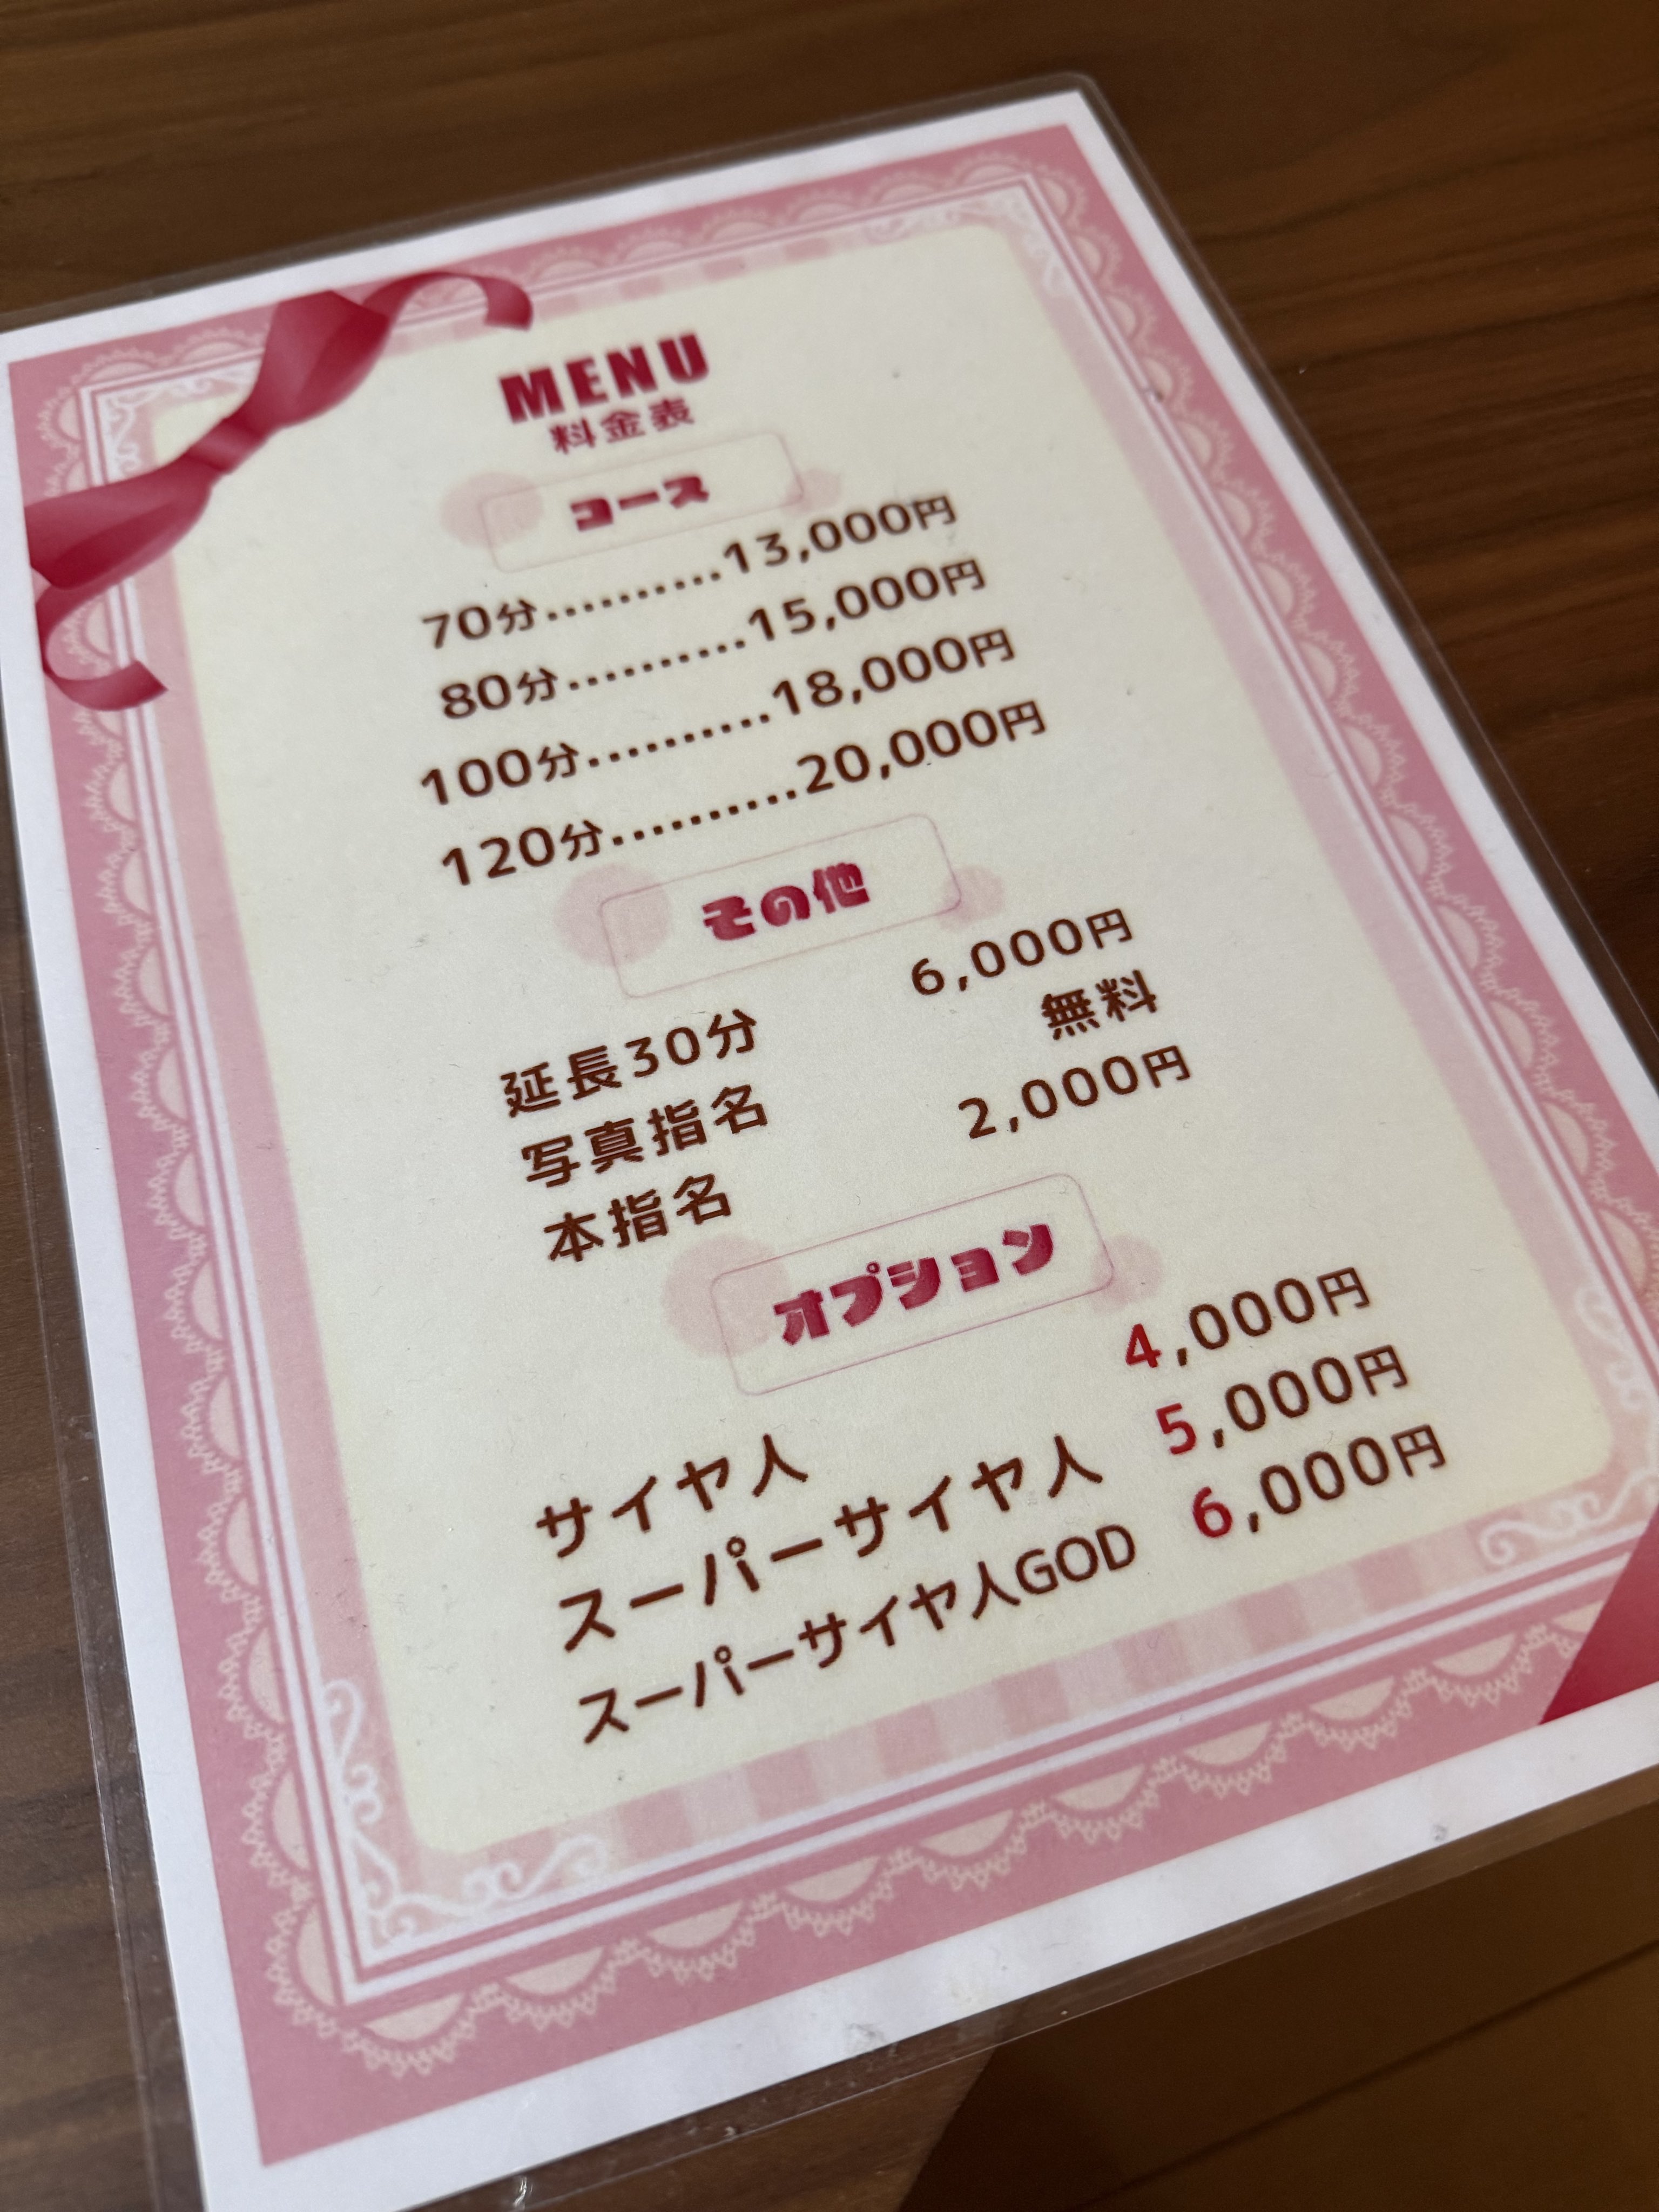 MENU
料金表
コース
70分..........13,000円
80分..........15,000円
100分..........18,000円
120分..........20,000円
その他
延長30分 6,000円
写真指名 無料
本指名 2,000円
オプション
サイヤ人 4,000円
スーパーサイヤ人 5,000円
スーパーサイヤ人GOD 6,000円